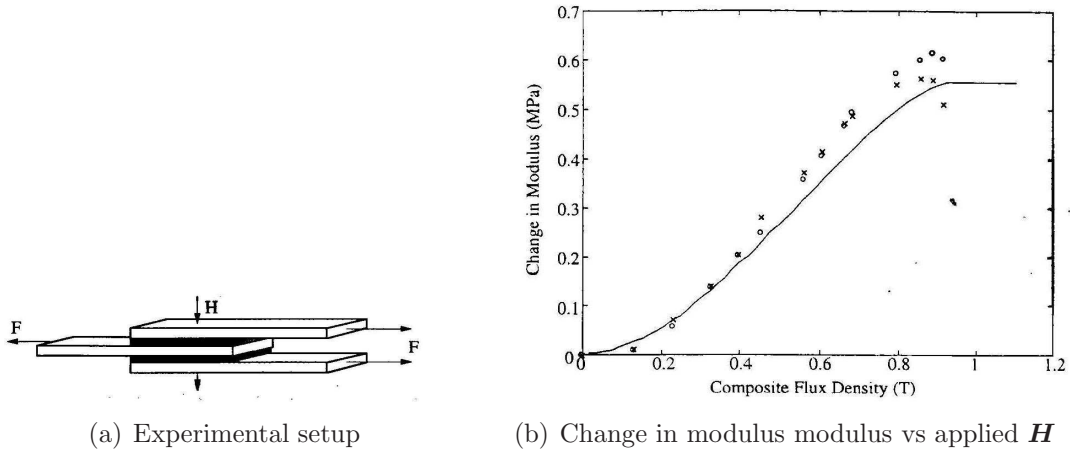 H
F
F
0.7
0.6
0.5
0.4
0.3
0.2
0.1
0
0
0.2
0.4
0.6
0.8
1
1.2
Change in Modulus (MPa)
Composite Flux Density (T)
(a) Experimental setup
(b) Change in modulus modulus vs applied H